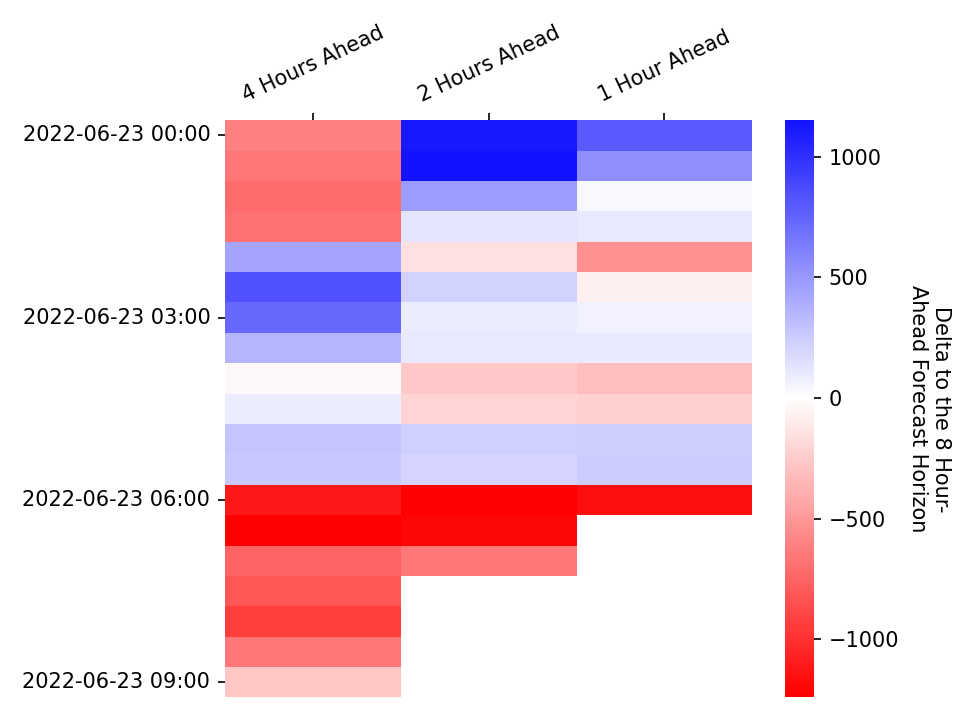 4 Hours Ahead
2 Hours Ahead
1 Hour Ahead
2022-06-23 00:00
2022-06-23 03:00
2022-06-23 06:00
2022-06-23 09:00
1000
500
0
−500
−1000
Delta to the 8 Hour-
Ahead Forecast Horizon